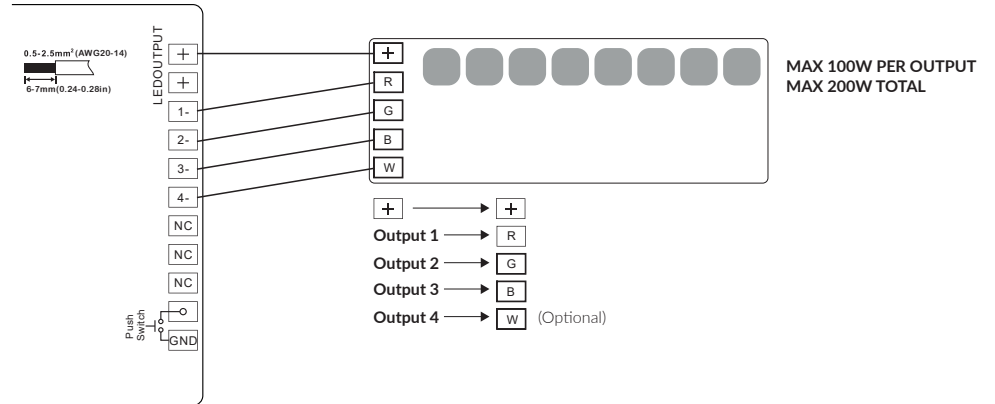 0.5-2.5mm² (AWG20-14)
6-7mm(0.24-0.28in)
LEDOUTPUT
+
+
1-
2-
3-
4-
NC
NC
NC
Push
Switch
GND
+
R
G
B
W
MAX 100W PER OUTPUT
MAX 200W TOTAL
+ +
Output 1 R
Output 2 G
Output 3 B
Output 4 W (Optional)